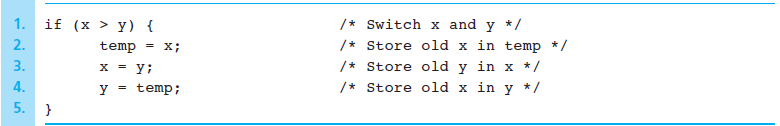 1. if (x > y) { /* Switch x and y */
2. temp = x; /* Store old x in temp */
3. x = y; /* Store old y in x */
4. y = temp; /* Store old x in y */
5. }